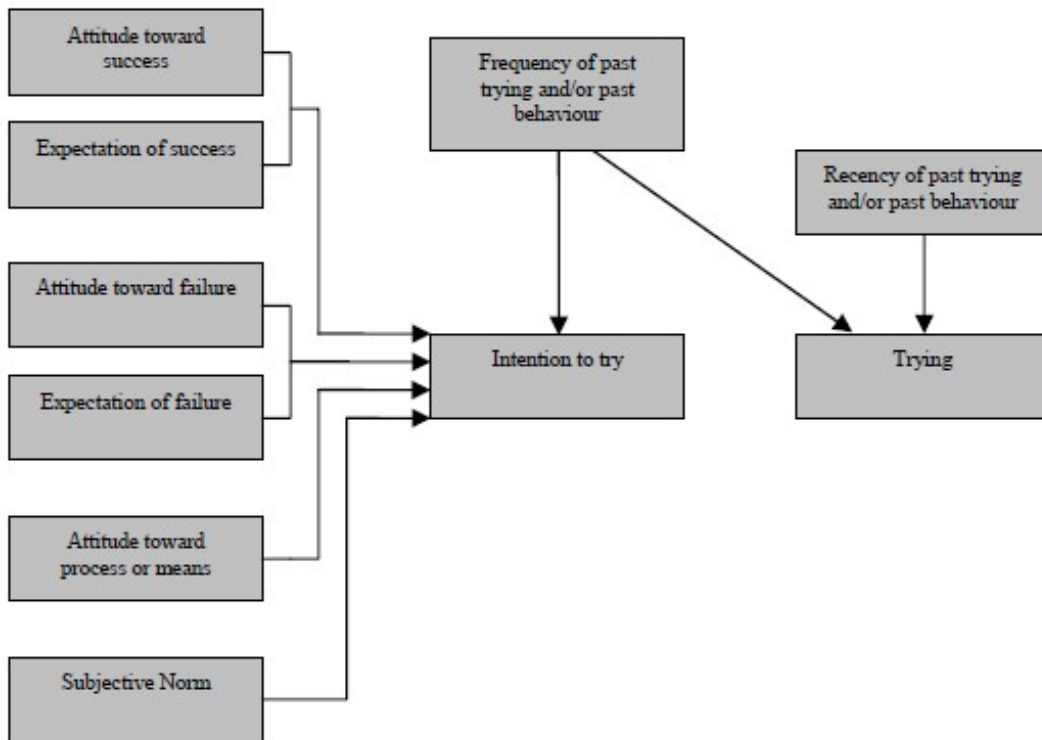 Attitude toward
success
Expectation of success
Attitude toward failure
Expectation of failure
Attitude toward
process or means
Subjective Norm
Frequency of past
trying and/or past
behaviour
Intention to try
Recency of past trying
and/or past behaviour
Trying